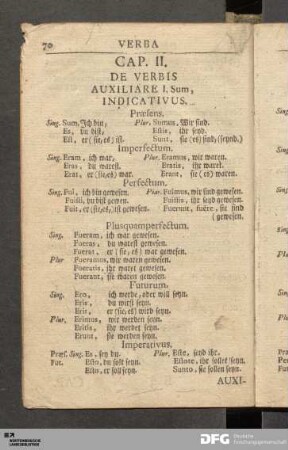 70 VERBA
CAP. II.
DE VERBIS
AUXILIARE I. Sum,
INDICATIVUS.
Præsens.
Sing. Sum, Ich bin, Plur. Sumus, Wir sind.
Es, du bist, Estis, ihr seyd.
Est, er (sie, es) ist. Sunt, sie (es) sind, (seynd.)
Imperfectum.
Sing. Eram, ich war, Plur. Eramus, wir waren.
Eras, du warest. Eratis, ihr waret.
Erat, er (sie, es) war. Erant, sie (es) waren.
Perfectum.
Sing. Fui, ich bin gewesen. Plur. Fuimus, wir sind gewesen.
Fuisti, du bist gewesen. Fuistis, ihr seyd gewesen.
Fuit, er (sie, es) ist gewesen. Fuerunt, fuêre, sie sind
(gewesen.
Plusquamperfectum.
Sing. Fueram, ich war gewesen.
Fueras, du warest gewesen.
Fuerat, er (sie, es) war gewesen.
Plur Fueramus, wir waren gewesen.
Fueratis, ihr waret gewesen.
Fuerant, sie waren gewesen.
Futurum.
Sing. Ero, ich werde, oder will seyn.
Eris, du wirst seyn.
Erit, er (sie, es) wird seyn.
Plur. Erimus, wir werden seyn.
Eritis, ihr werdet seyn.
Erunt, sie werden seyn.
Imperativus.
Præs. Sing. Es, sey du. Plur. Este, seyd ihr.
Fut. Esto, du solt seyn. Estote, ihr sollet seyn.
Esto, er soll seyn. Sunto, sie sollen seyn.
AUXI-
DFG Deutsche
Forschungsgemeinschaft